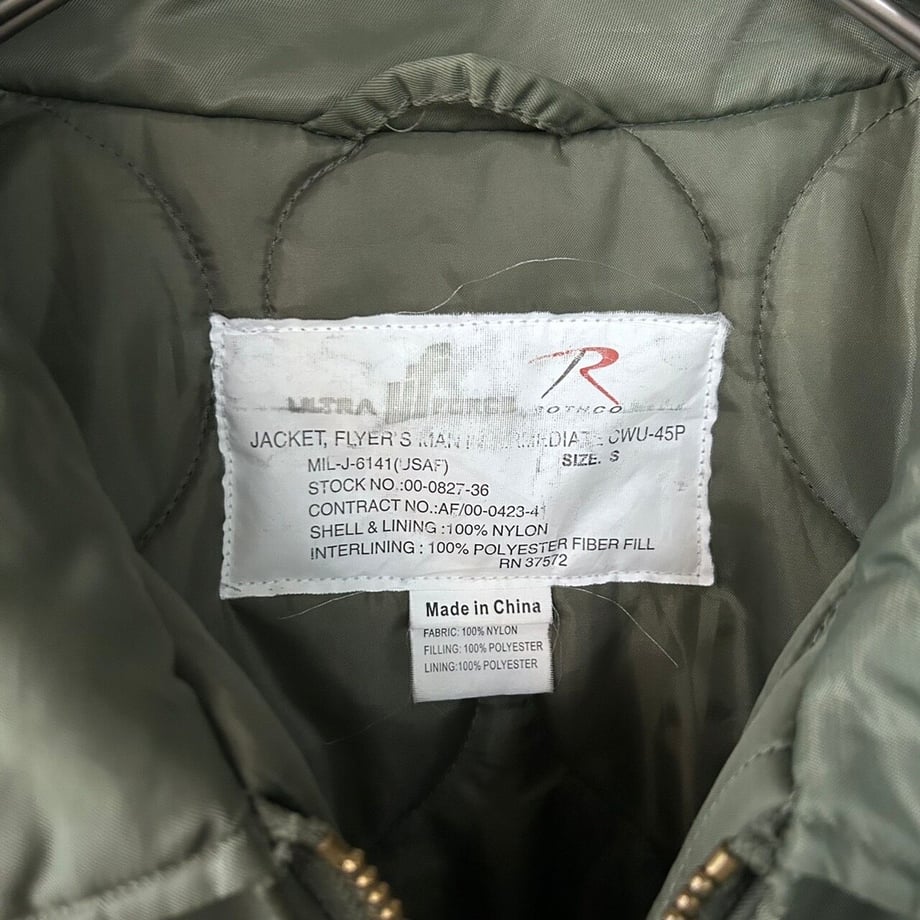 ULTRA FORCE
ROTHCO
JACKET, FLYER'S MAN CWU-45P
MIL-J-6141(USAF)
SIZE. S
STOCK NO.:00-0827-36
CONTRACT NO.:AF/00-0423-41
SHELL & LINING :100% NYLON
INTERLINING : 100% POLYESTER FIBER FILL
RN 37572
Made in China
FABRIC: 100% NYLON
FILLING: 100% POLYESTER
LINING:100% POLYESTER